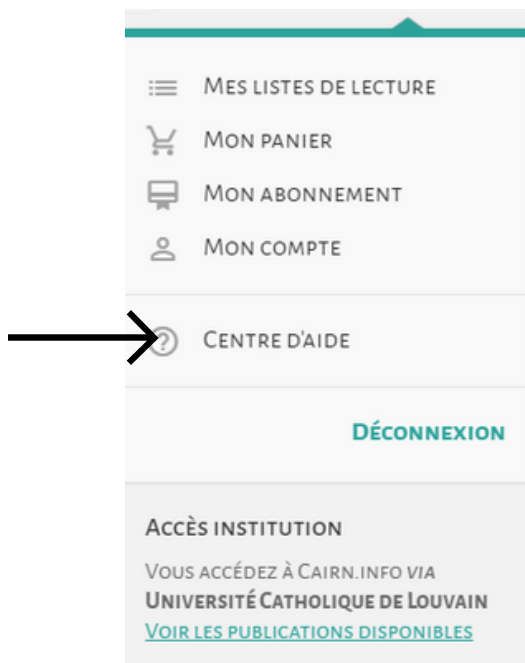 Mes listes de lecture
Mon panier
Mon abonnement
Mon compte
Centre d'aide
Déconnexion
Accès institution
Vous accédez à Cairn.info via
Université Catholique de Louvain
Voir les publications disponibles